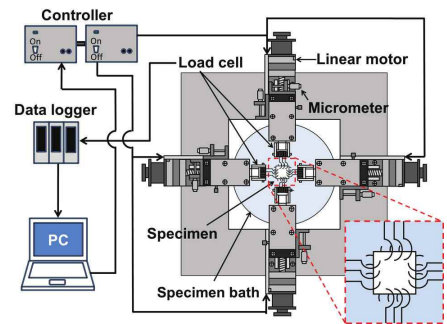 Controller
On
Off
On
Off
Data logger
PC
Load cell
Linear motor
Micrometer
Specimen
Specimen bath